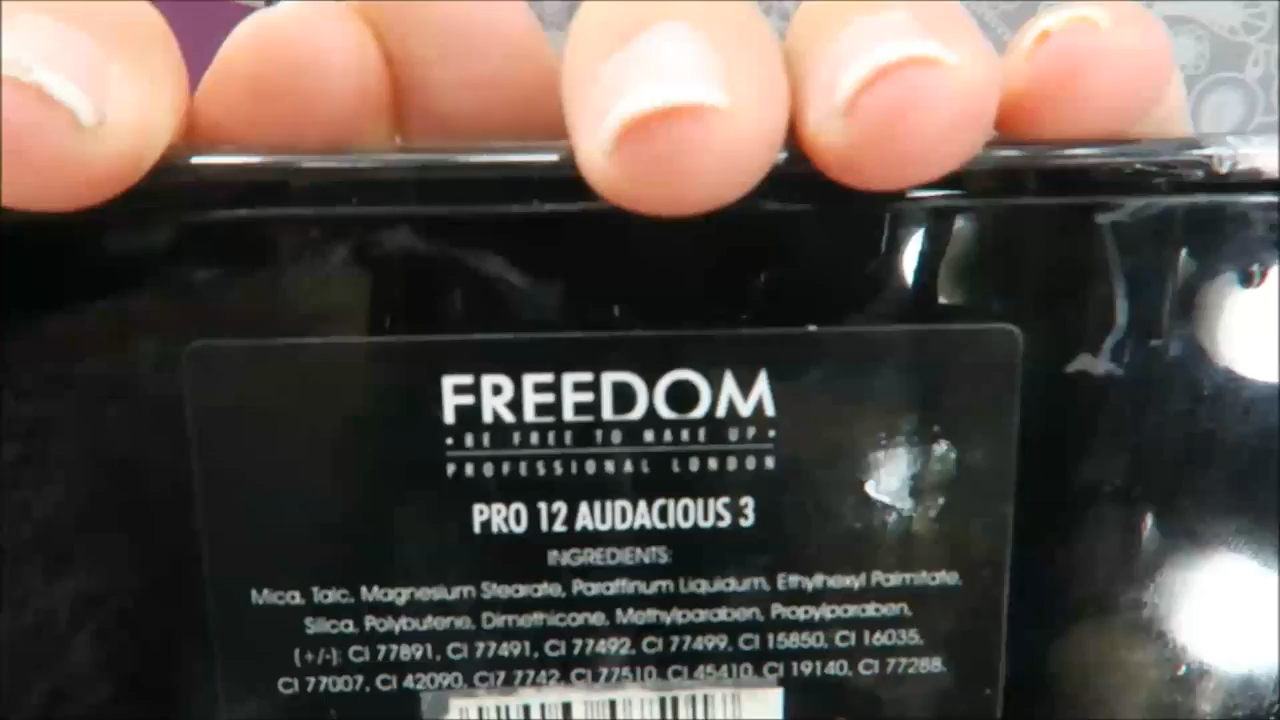 FREEDOM
• BE FREE TO MAKE UP •
PROFESSIONAL LONDON
PRO 12 AUDACIOUS 3
INGREDIENTS:
Mica, Talc, Magnesium Stearate, Paraffinum Liquidum, Ethylhexyl Palmitate,
Silica, Polybutene, Dimethicone, Methylparaben, Propylparaben,
(+/-): CI 77891, CI 77491, CI 77492, CI 77499, CI 15850, CI 16035,
CI 77007, CI 42090, CI7 7742, CI 77510, CI 45410, CI 19140, CI 77288.